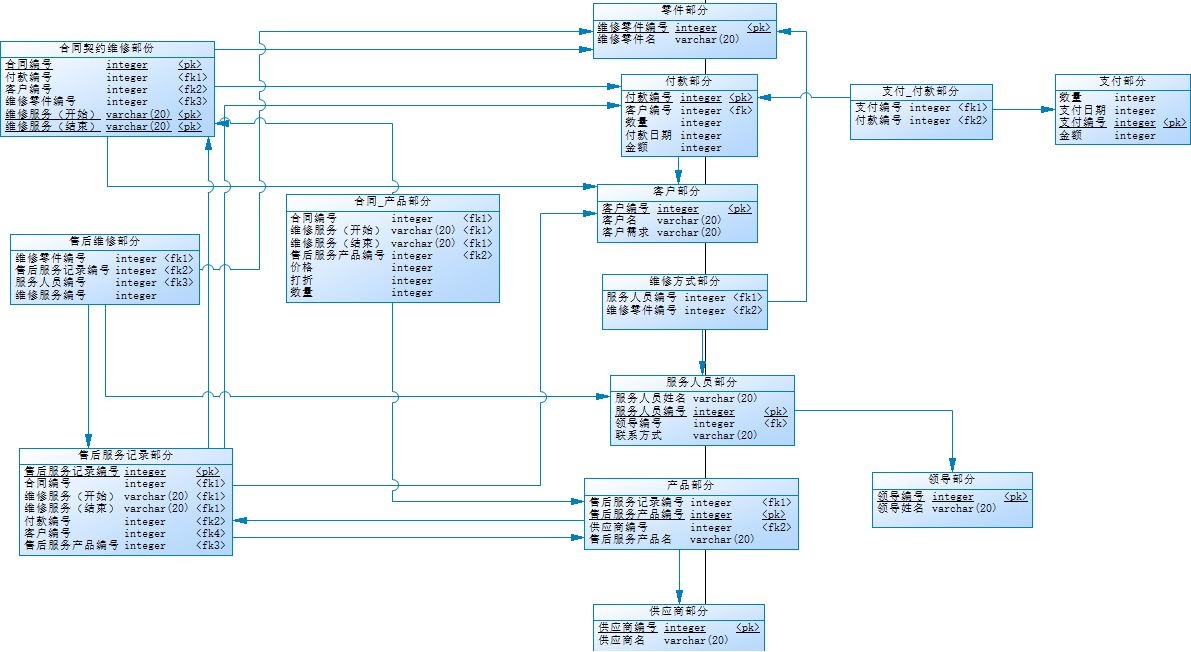 零件部分
维修零件编号 integer <pk>
维修零件名 varchar(20)
合同契约维修部份
合同编号 integer <pk>
付款编号 integer <fk1>
客户编号 integer <fk2>
维修零件编号 integer <fk3>
维修服务（开始） varchar(20) <pk>
维修服务（结束） varchar(20) <pk>
付款部分
付款编号 integer <pk>
客户编号 integer <fk>
数量 integer
付款日期 integer
金额 integer
支付_付款部分
支付编号 integer <fk1>
付款编号 integer <fk2>
支付部分
数量 integer
支付日期 integer
支付编号 integer <pk>
金额 integer
客户部分
客户编号 integer <pk>
客户名 varchar(20)
客户需求 varchar(20)
合同_产品部分
合同编号 integer <fk1>
维修服务（开始） varchar(20) <fk1>
维修服务（结束） varchar(20) <fk1>
售后服务产品编号 integer <fk2>
价格 integer
打折 integer
数量 integer
售后维修部分
维修零件编号 integer <fk1>
售后服务记录编号 integer <fk2>
服务人员编号 integer <fk3>
维修服务编号 integer
维修方式部分
服务人员编号 integer <fk1>
维修零件编号 integer <fk2>
服务人员部分
服务人员姓名 varchar(20)
服务人员编号 integer <pk>
领导编号 integer <fk>
联系方式 varchar(20)
售后服务记录部分
售后服务记录编号 integer <pk>
合同编号 integer <fk1>
维修服务（开始） varchar(20) <fk1>
维修服务（结束） varchar(20) <fk1>
付款编号 integer <fk2>
客户编号 integer <fk4>
售后服务产品编号 integer <fk3>
产品部分
售后服务记录编号 integer <fk1>
售后服务产品编号 integer <pk>
供应商编号 integer <fk2>
售后服务产品名 varchar(20)
领导部分
领导编号 integer <pk>
领导姓名 varchar(20)
供应商部分
供应商编号 integer <pk>
供应商名 varchar(20)